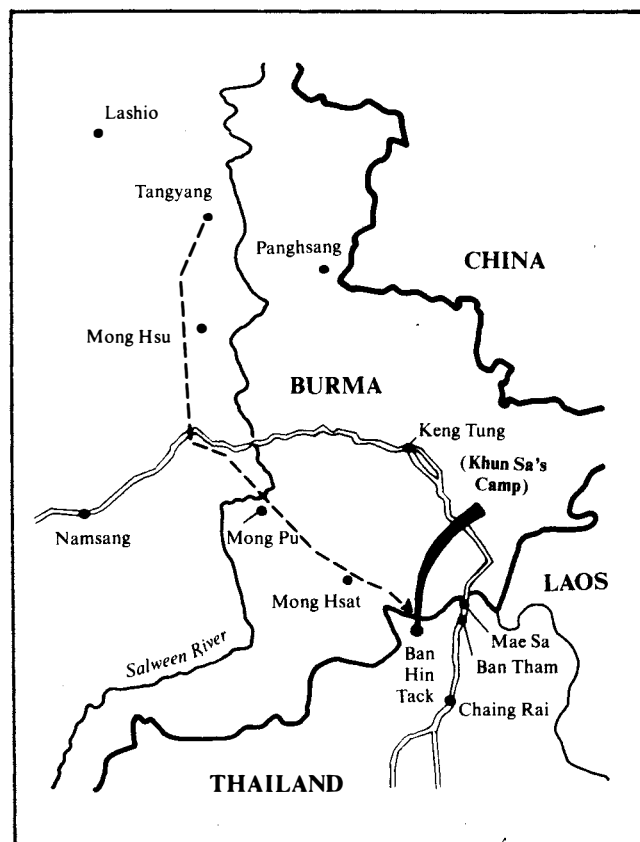 Lashio
Tangyang
Panghsang
CHINA
Mong Hsu
BURMA
Keng Tung
(Khun Sa's
Camp)
Namsang
Mong Pu
Mong Hsat
LAOS
Salween River
Mae Sa
Ban
Hin
Tack
Ban Tham
Chaing Rai
THAILAND